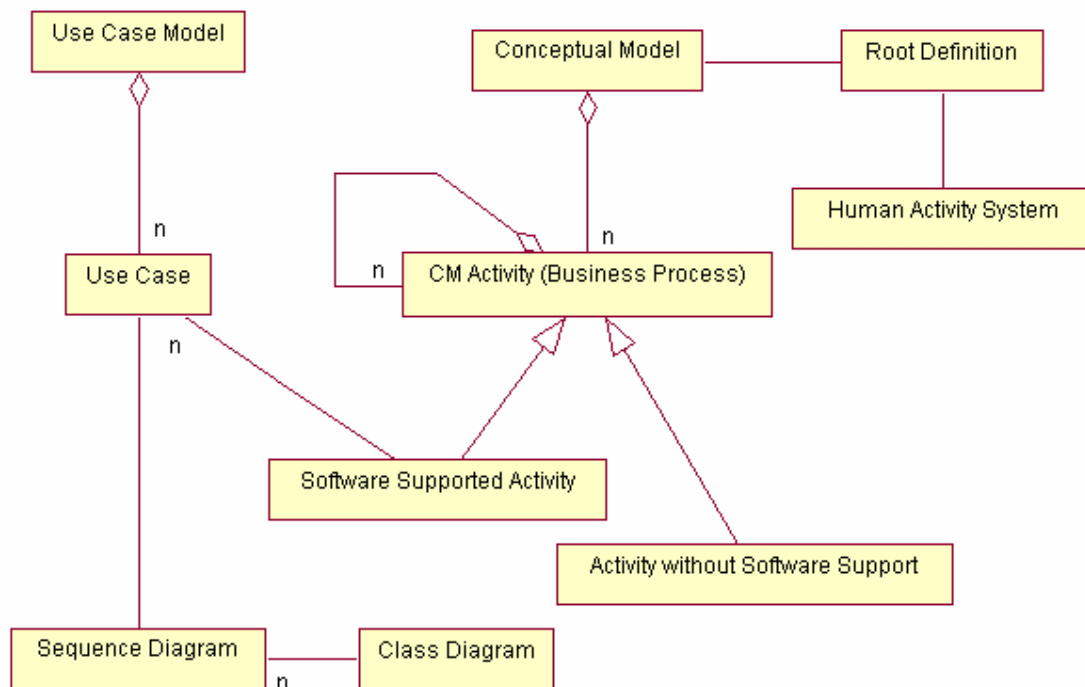 Use Case Model
Conceptual Model
Root Definition
Human Activity System
n
n
Use Case
n
CM Activity (Business Process)
n
Software Supported Activity
Activity without Software Support
Sequence Diagram
Class Diagram
n